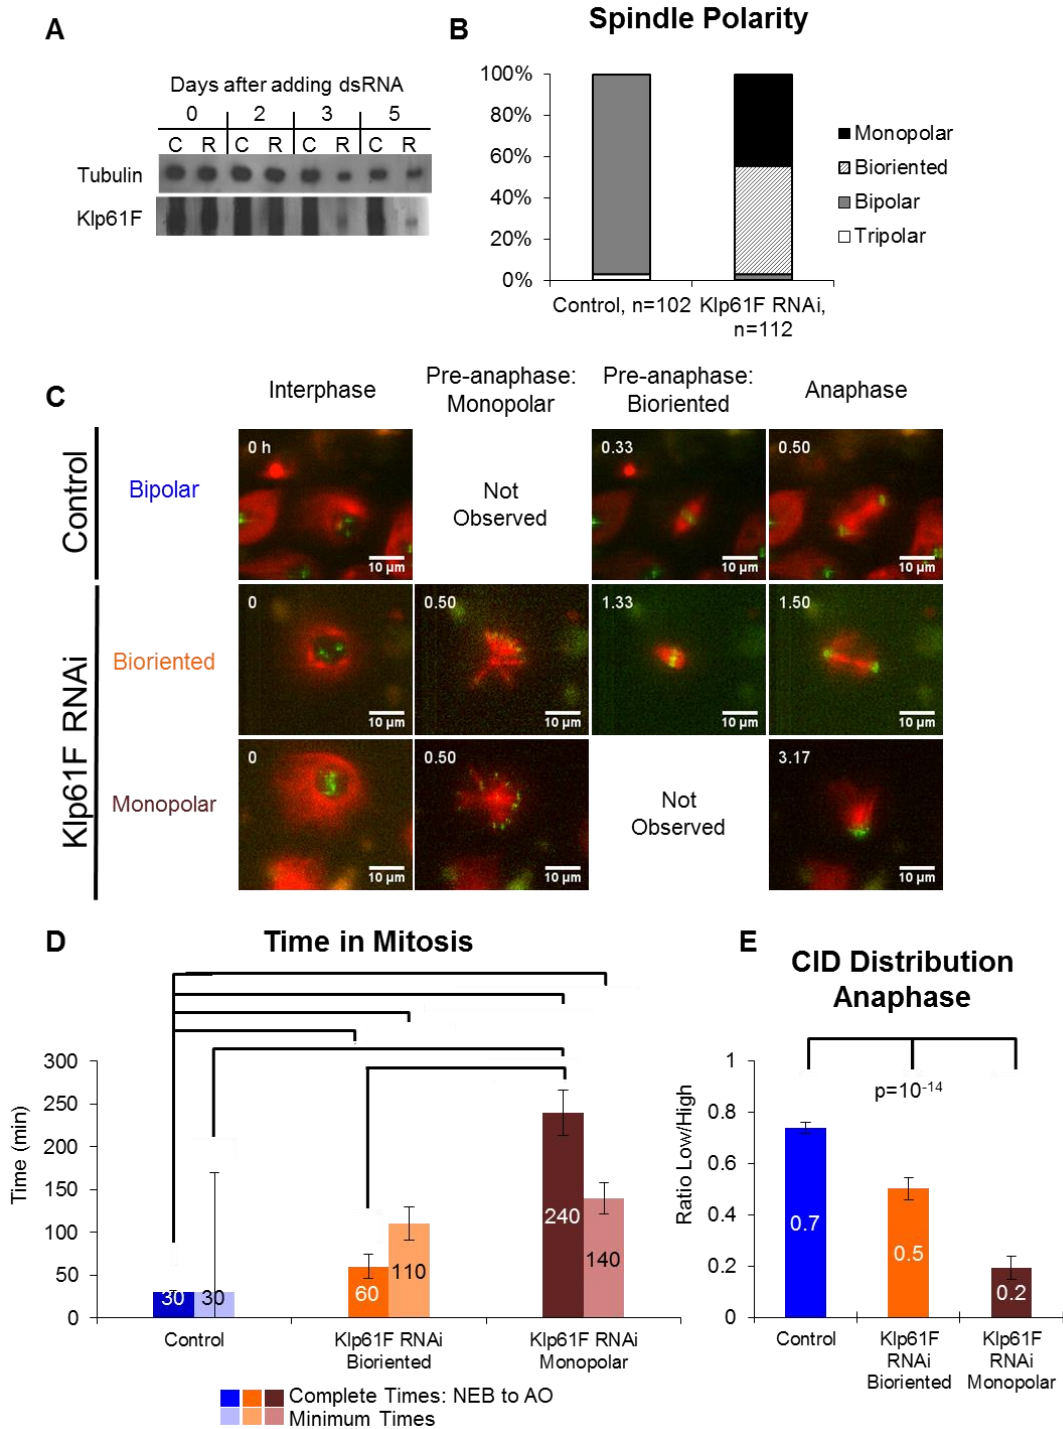 A
Days after adding dsRNA
0 2 3 5
C R C R C R C R
Tubulin
Klp61F
B
Spindle Polarity
100%
80%
60%
40%
20%
0%
Control, n=102
Klp61F RNAi,
n=112
Monopolar
Bioriented
Bipolar
Tripolar
C
Interphase
Pre-anaphase:
Monopolar
Pre-anaphase:
Bioriented
Anaphase
Control
Bipolar
0 h
10 µm
Not
Observed
0.33
10 µm
0.50
10 µm
Klp61F RNAi
Bioriented
0
10 µm
0.50
10 µm
1.33
10 µm
1.50
10 µm
Monopolar
0
10 µm
0.50
10 µm
Not
Observed
3.17
10 µm
D
Time in Mitosis
Time (min)
300
250
200
150
100
50
0
30
30
60
110
240
140
Control
Klp61F RNAi
Bioriented
Klp61F RNAi
Monopolar
Complete Times: NEB to AO
Minimum Times
E
CID Distribution
Anaphase
Ratio Low/High
1
0.8
0.6
0.4
0.2
0
p=10⁻¹⁴
0.7
0.5
0.2
Control
Klp61F
RNAi
Bioriented
Klp61F
RNAi
Monopolar